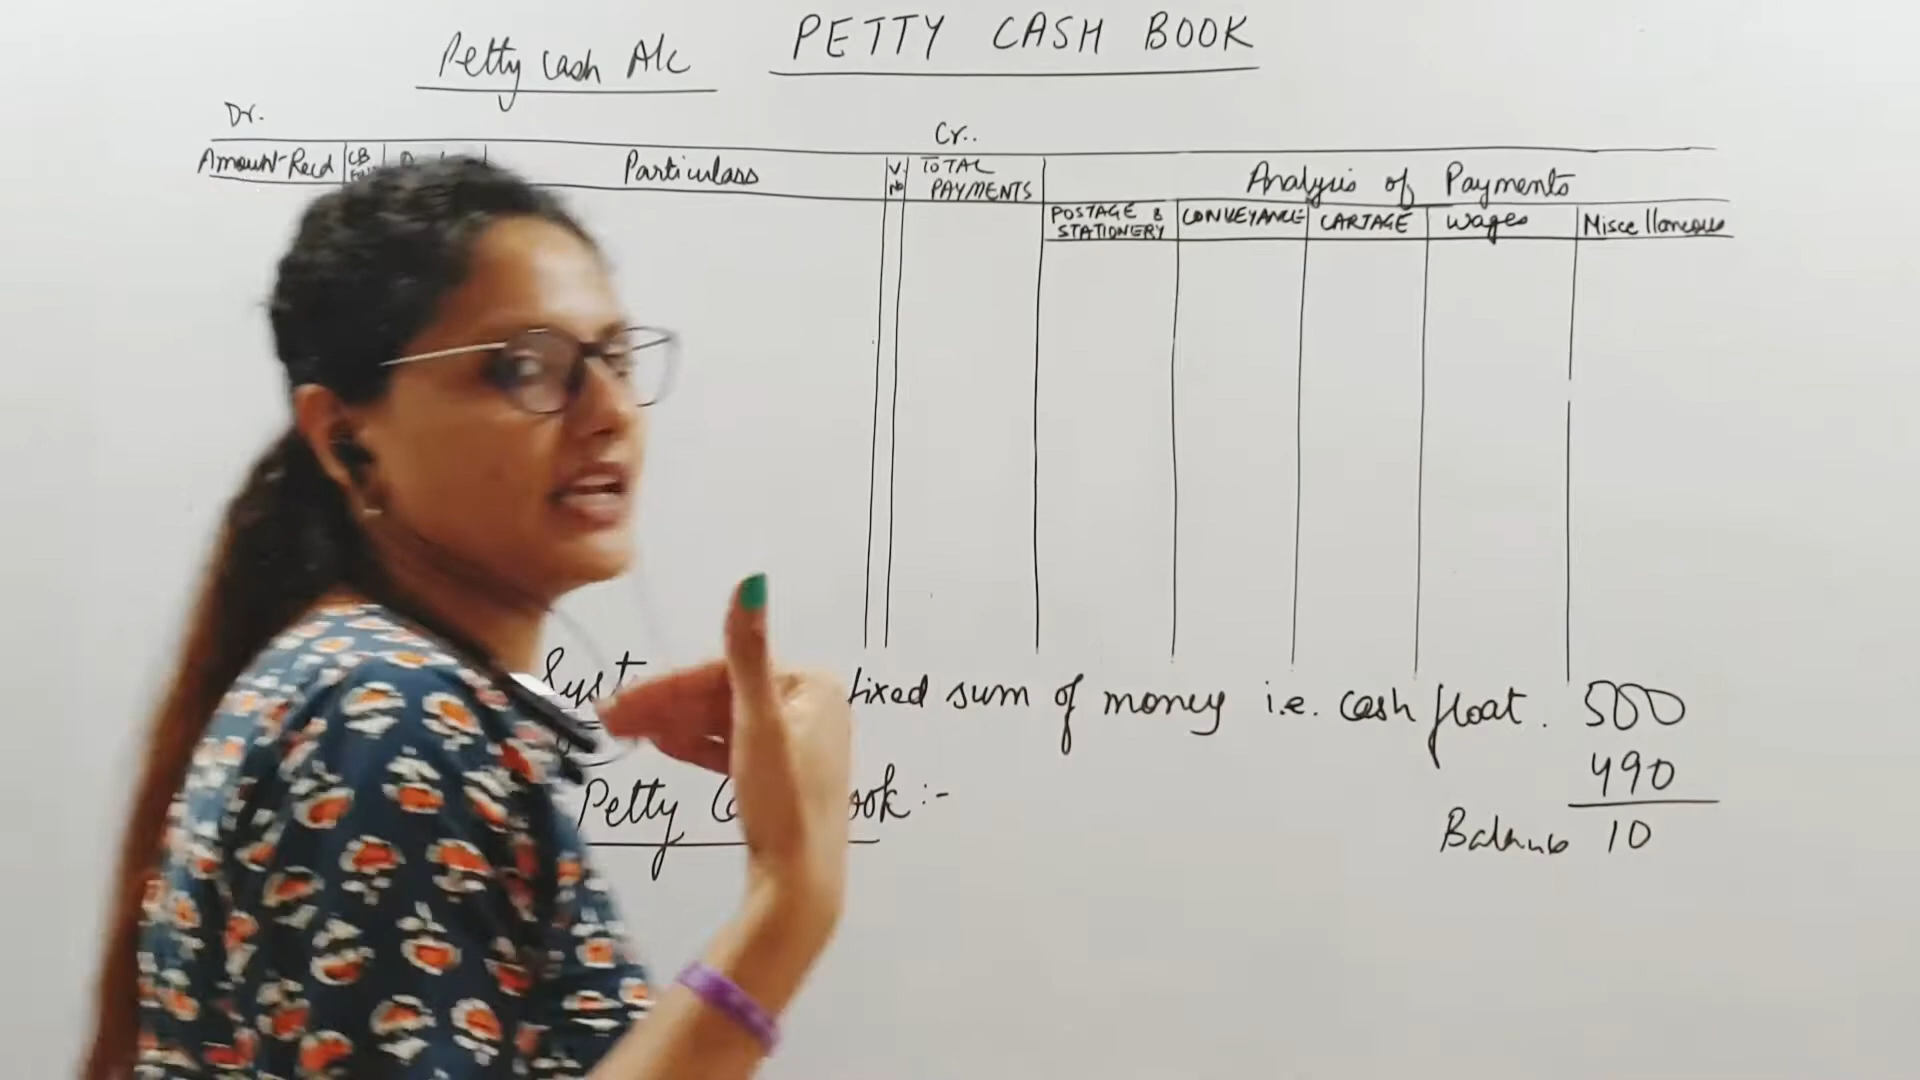 PETTY CASH BOOK
Petty cash A/c
Dr.
Cr..
Amount Recd CB Particulars V. No TOTAL PAYMENTS Analysis of Payments
POSTAGE & STATIONERY CONVEYANCE CARTAGE Wages Miscellaneous
fixed sum of money i.e. cash float. 500
490
Petty
Balance 10